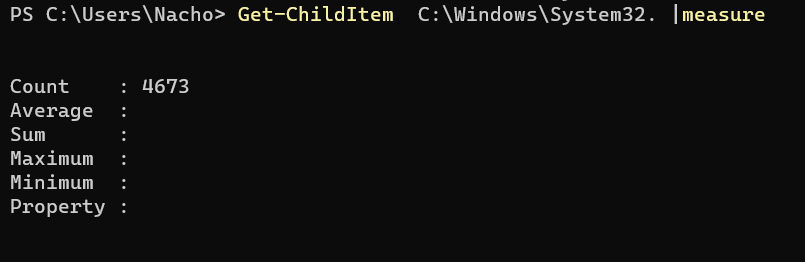 PS C:\Users\Nacho> Get-ChildItem  C:\Windows\System32. |measure
Count    : 4673
Average  :
Sum      :
Maximum  :
Minimum  :
Property :